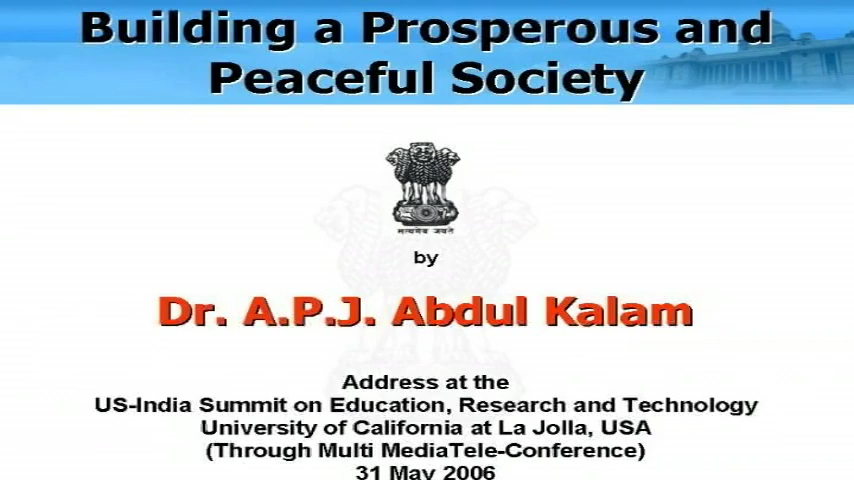 Building a Prosperous and
Peaceful Society
सत्यमेव जयते
by
Dr. A.P.J. Abdul Kalam
Address at the
US-India Summit on Education, Research and Technology
University of California at La Jolla, USA
(Through Multi MediaTele-Conference)
31 May 2006